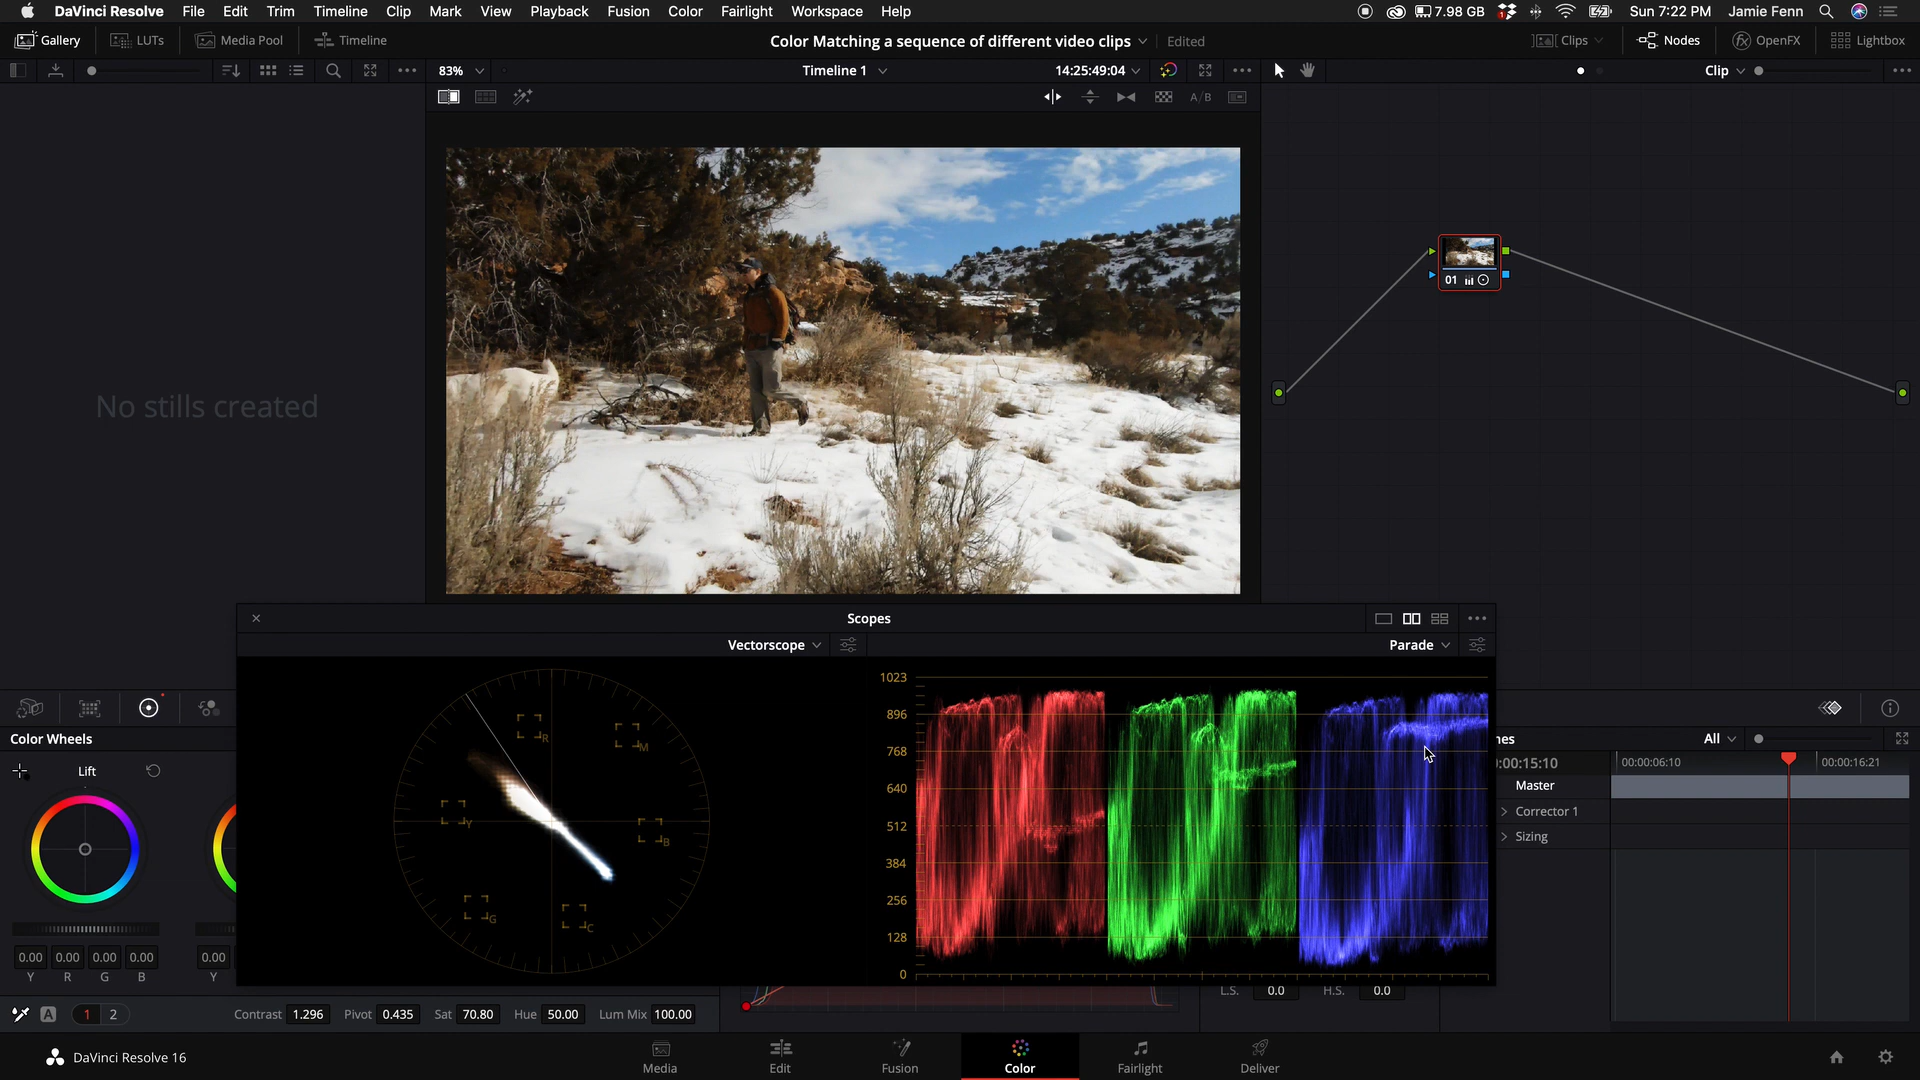 DaVinci Resolve File Edit Trim Timeline Clip Mark View Playback Fusion Color Fairlight Workspace Help 7.98 GB 1 Sun 7:22 PM Jamie Fenn
Gallery LUTs Media Pool Timeline Color Matching a sequence of different video clips Edited Clips Nodes OpenFX Lightbox
83% Timeline 1 14:25:49:04 Clip
A/B
01
No stills created
Scopes
Vectorscope Parade
R M Y B G C
1023
896
768
640
512
384
256
128
0
Color Wheels
Lift
0.00 0.00 0.00 0.00 0.00
Y R G B Y
nes All
0:00:15:10 00:00:06:10 00:00:16:21
Master
Corrector 1
Sizing
L.S. 0.0 H.S. 0.0
A 1 2 Contrast 1.296 Pivot 0.435 Sat 70.80 Hue 50.00 Lum Mix 100.00
DaVinci Resolve 16 Media Edit Fusion Color Fairlight Deliver